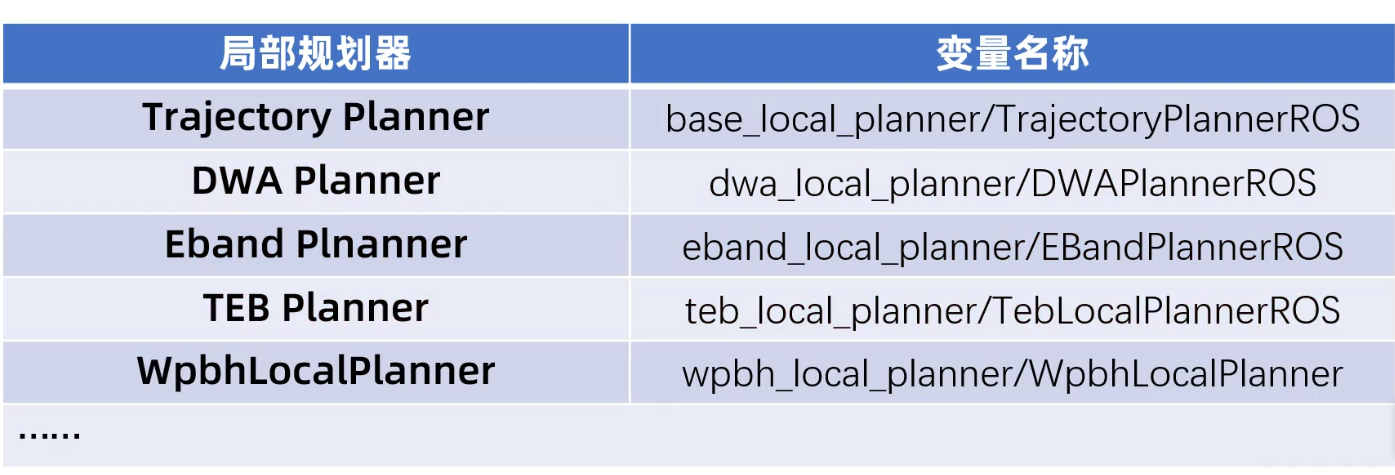 局部规划器 变量名称
Trajectory Planner base_local_planner/TrajectoryPlannerROS
DWA Planner dwa_local_planner/DWAPlannerROS
Eband Plnanner eband_local_planner/EBandPlannerROS
TEB Planner teb_local_planner/TebLocalPlannerROS
WpbhLocalPlanner wpbh_local_planner/WpbhLocalPlanner
……